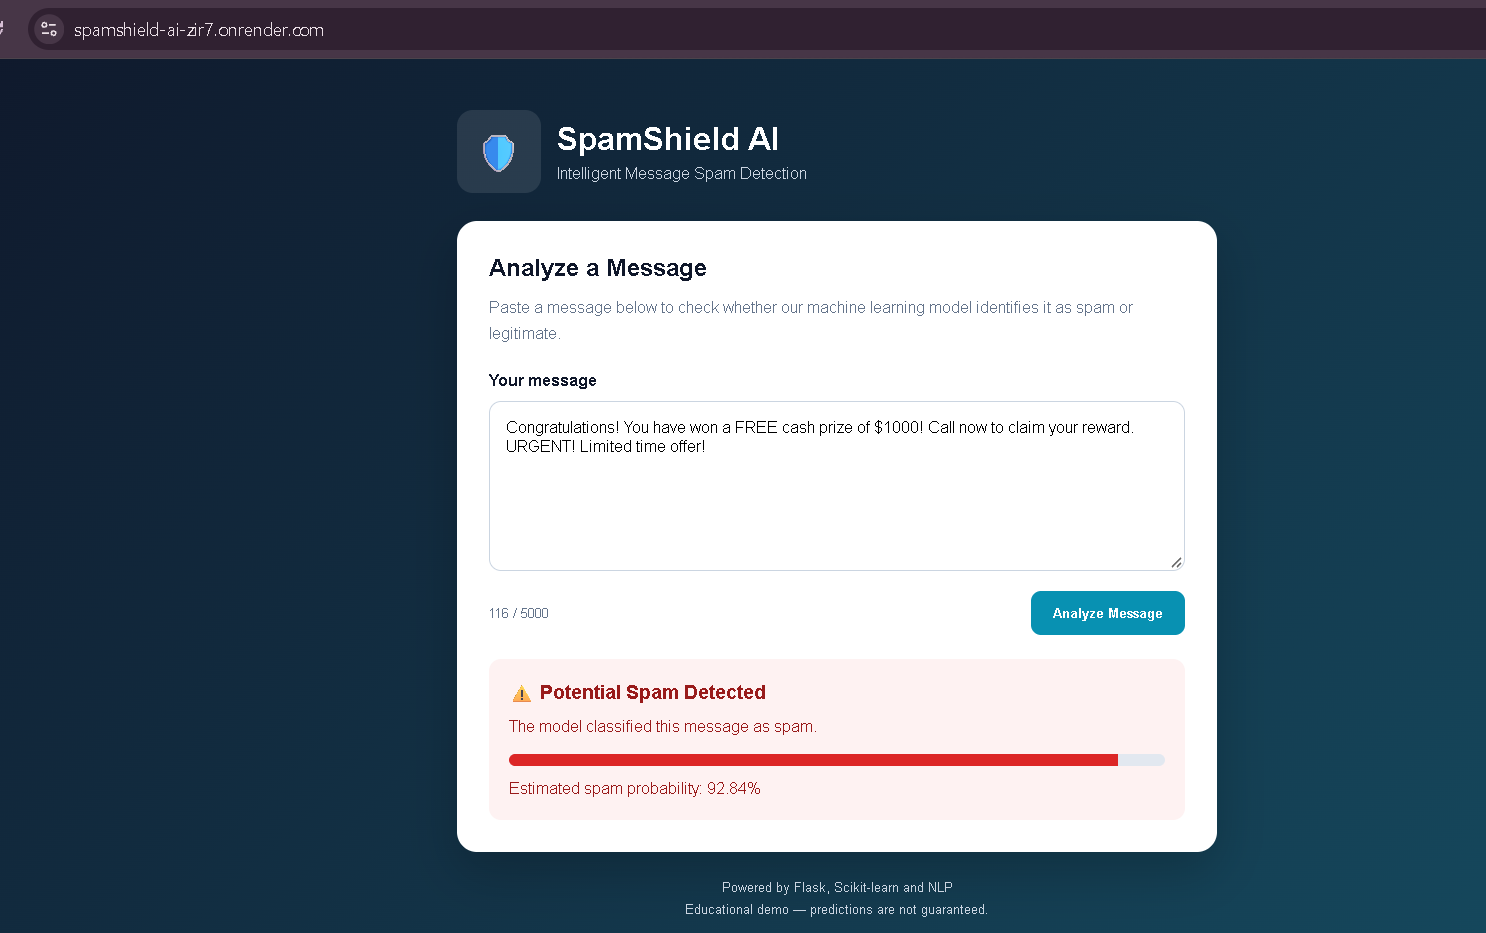 spamshield-ai-zir7.onrender.com
SpamShield AI
Intelligent Message Spam Detection
Analyze a Message
Paste a message below to check whether our machine learning model identifies it as spam or
legitimate.
Your message
Congratulations! You have won a FREE cash prize of $1000! Call now to claim your reward.
URGENT! Limited time offer!
116 / 5000
Analyze Message
Potential Spam Detected
The model classified this message as spam.
Estimated spam probability: 92.84%
Powered by Flask, Scikit-learn and NLP
Educational demo — predictions are not guaranteed.